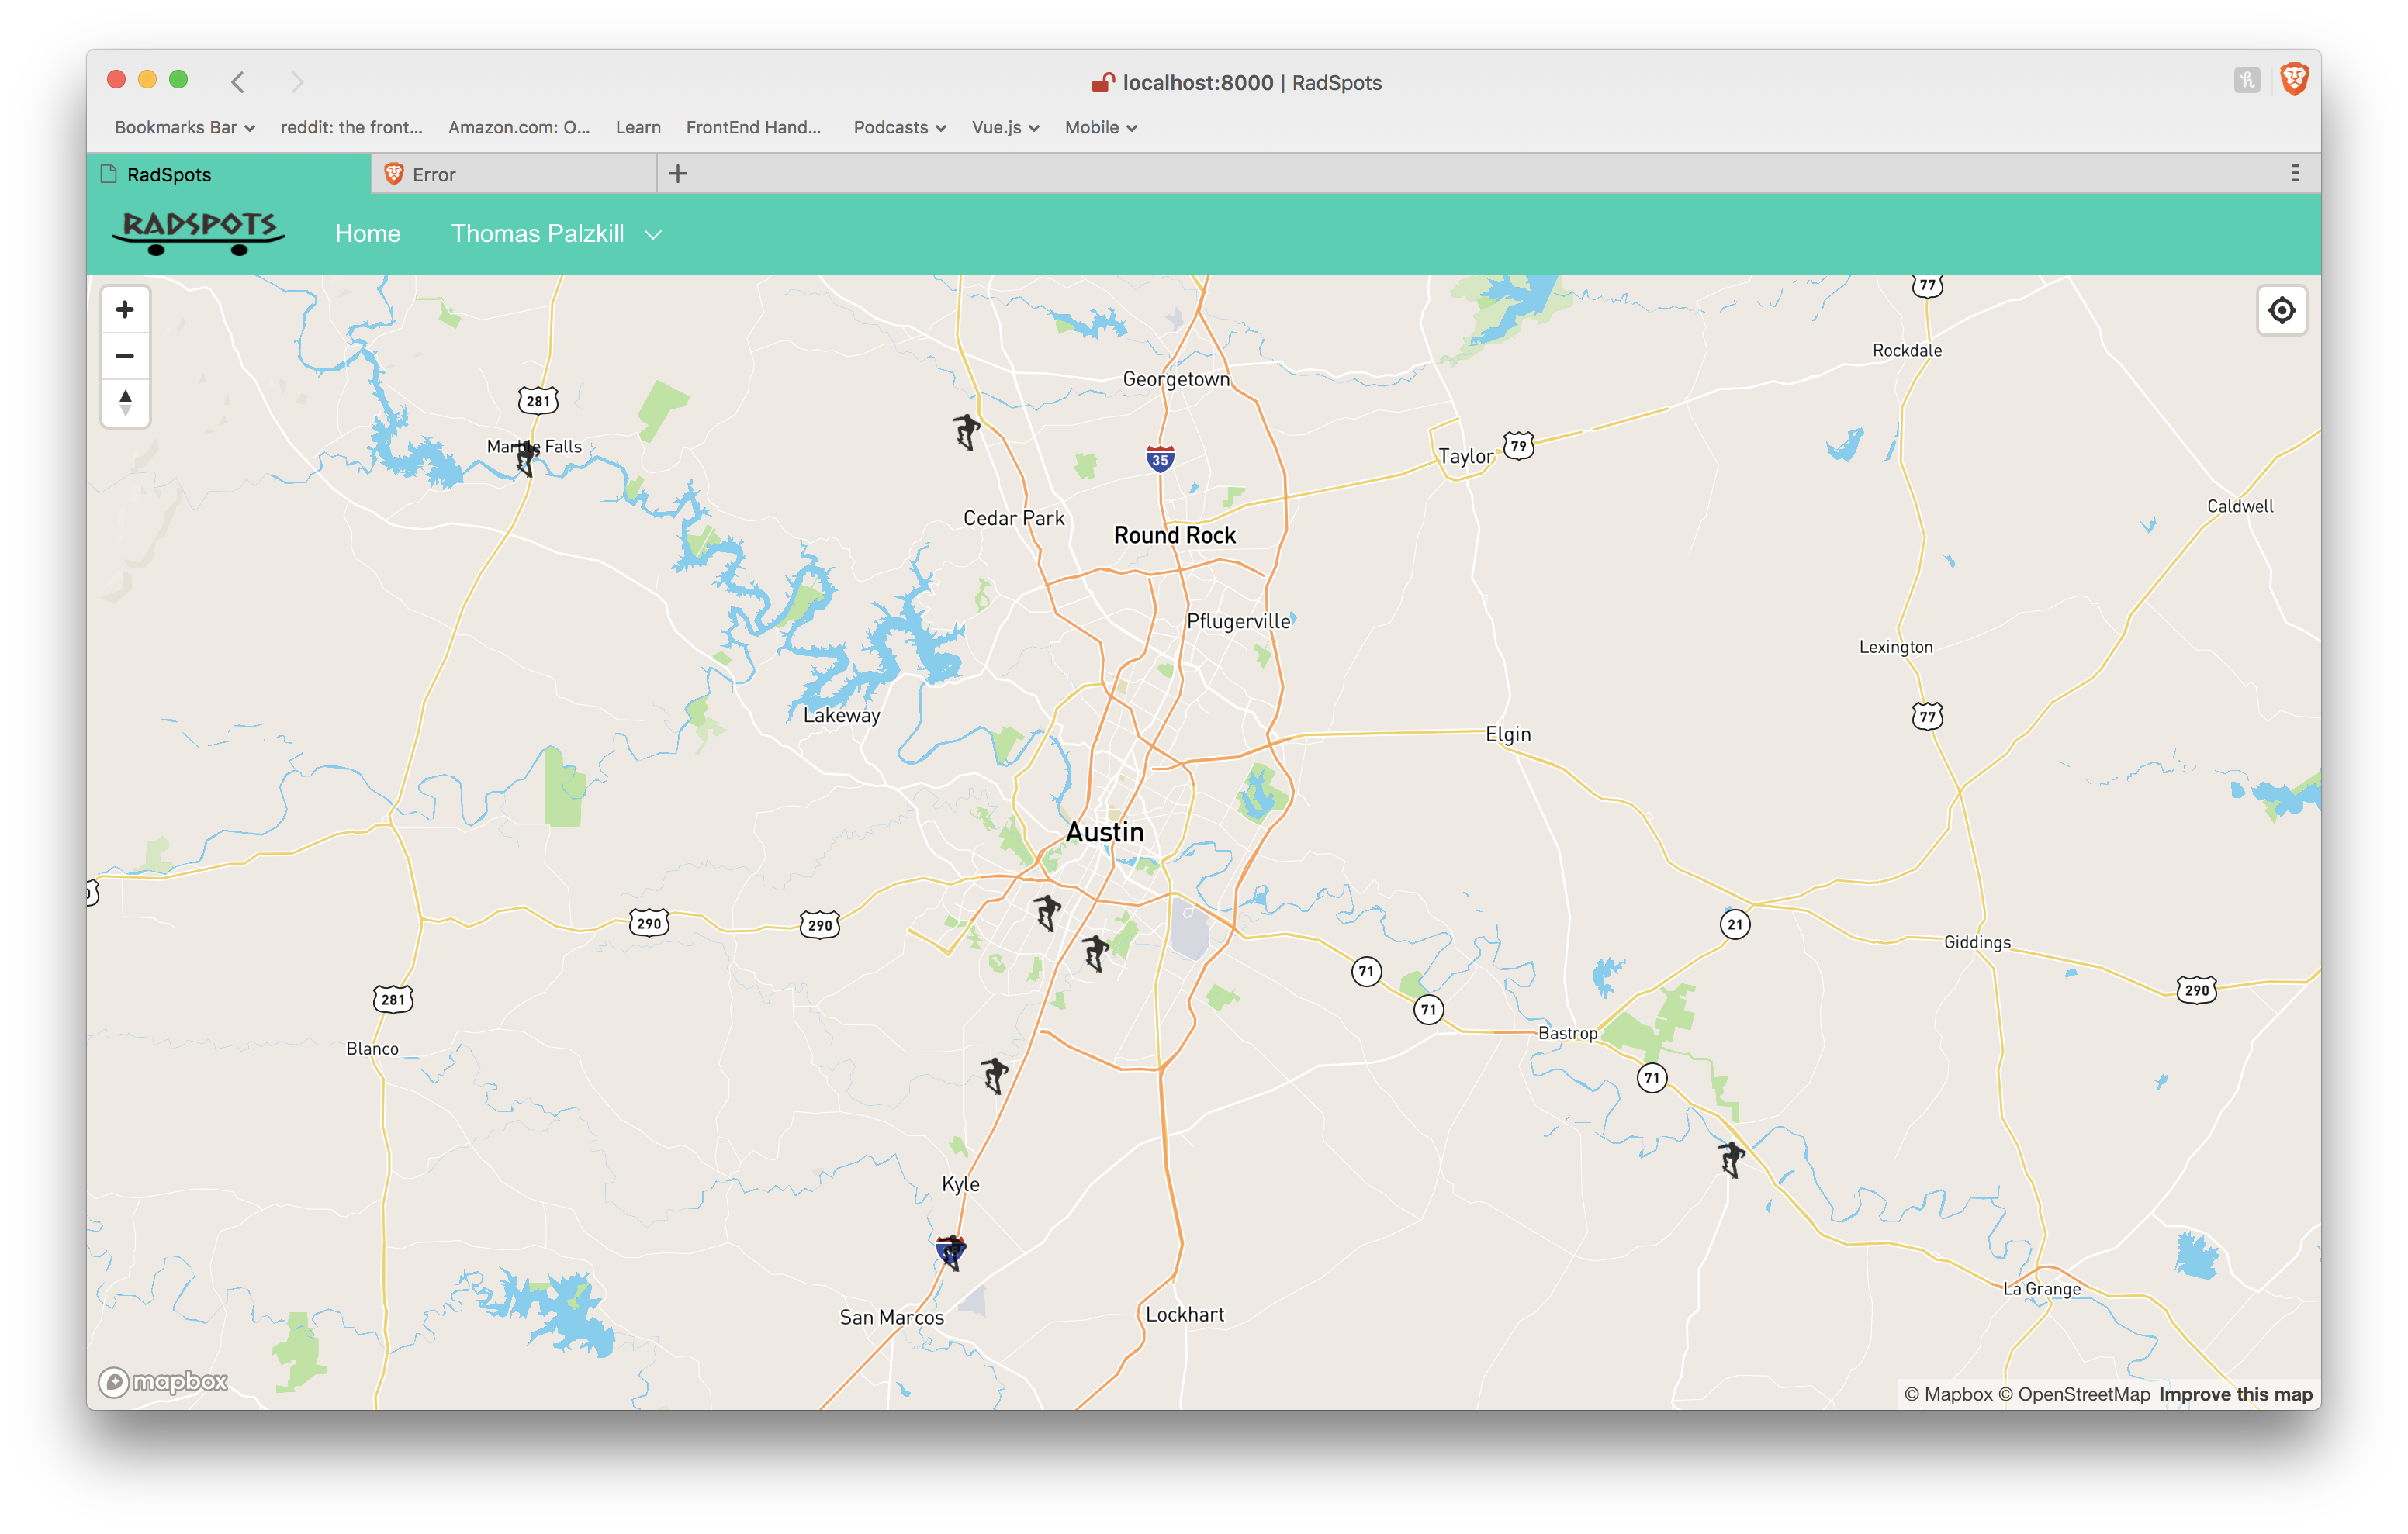 localhost:8000 | RadSpots
Bookmarks Bar reddit: the front... Amazon.com: O... Learn FrontEnd Hand... Podcasts Vue.js Mobile
RadSpots Error
RADSPOTS Home Thomas Palzkill
77
Rockdale
Georgetown
281
Marble Falls
35
79
Taylor
Caldwell
Cedar Park
Round Rock
Pflugerville
Lexington
Lakeway
77
Elgin
Austin
290
290
21
Giddings
71
290
281
71
Bastrop
Blanco
71
Kyle
La Grange
San Marcos
Lockhart
mapbox
© Mapbox © OpenStreetMap Improve this map